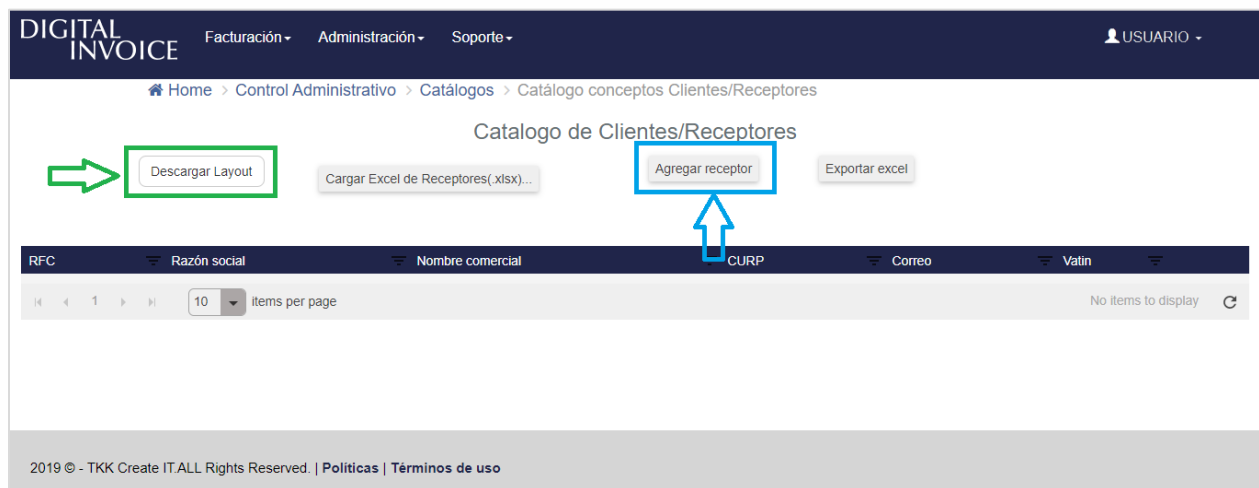 DIGITAL
INVOICE
Facturación Administración Soporte USUARIO
Home > Control Administrativo > Catálogos > Catálogo conceptos Clientes/Receptores
Catalogo de Clientes/Receptores
Descargar Layout Cargar Excel de Receptores(.xlsx)... Agregar receptor Exportar excel
RFC Razón social Nombre comercial CURP Correo Vatin
1 10 items per page No items to display
2019 © - TKK Create IT.ALL Rights Reserved. | Políticas | Términos de uso